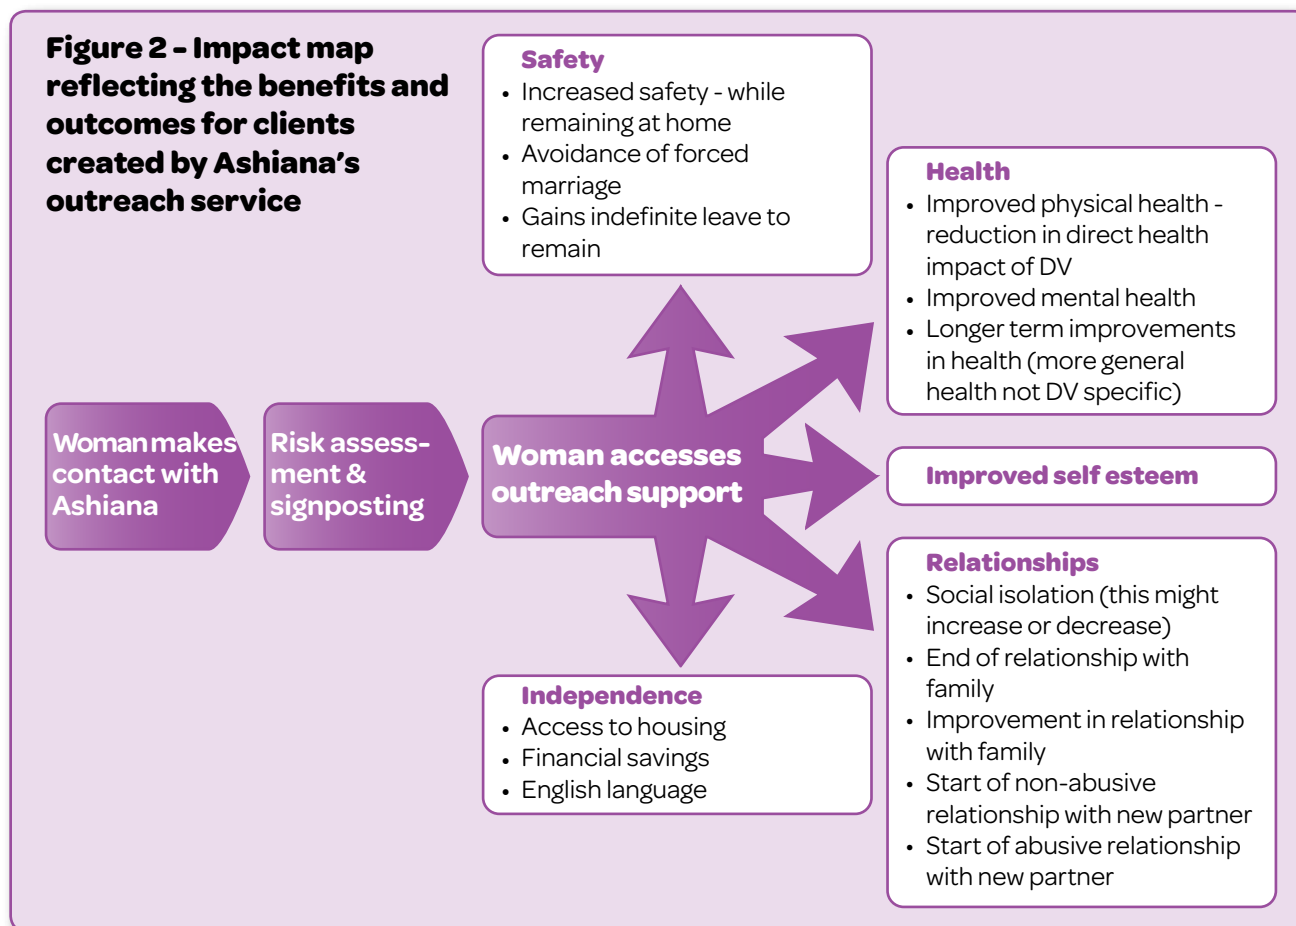 Figure 2 - Impact map
reflecting the benefits and
outcomes for clients
created by Ashiana's
outreach service
Safety
• Increased safety - while
remaining at home
• Avoidance of forced
marriage
• Gains indefinite leave to
remain
Health
• Improved physical health -
reduction in direct health
impact of DV
• Improved mental health
• Longer term improvements
in health (more general
health not DV specific)
Woman makes
contact with
Ashiana
Risk assess-
ment &
signposting
Woman accesses
outreach support
Improved self esteem
Relationships
• Social isolation (this might
increase or decrease)
• End of relationship with
family
• Improvement in relationship
with family
• Start of non-abusive
relationship with new partner
• Start of abusive relationship
with new partner
Independence
• Access to housing
• Financial savings
• English language